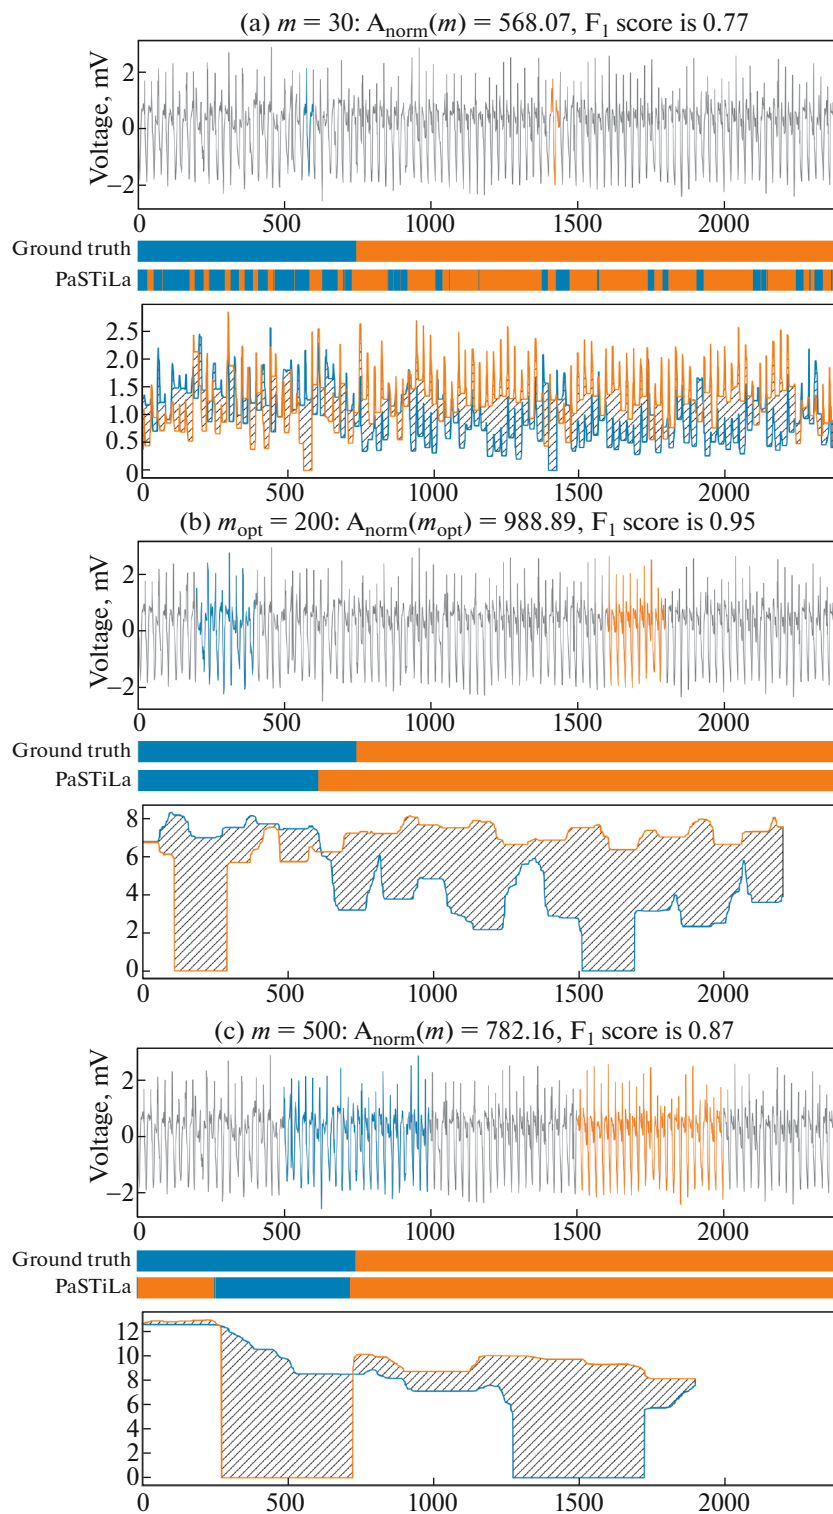 (a) m = 30: Anorm(m) = 568.07, F1 score is 0.77
Voltage, mV
2
0
−2
0 500 1000 1500 2000
Ground truth
PaSTiLa
2.5
2.0
1.5
1.0
0.5
0
0 500 1000 1500 2000
(b) mopt = 200: Anorm(mopt) = 988.89, F1 score is 0.95
Voltage, mV
2
0
−2
0 500 1000 1500 2000
Ground truth
PaSTiLa
8
6
4
2
0
0 500 1000 1500 2000
(c) m = 500: Anorm(m) = 782.16, F1 score is 0.87
Voltage, mV
2
0
−2
0 500 1000 1500 2000
Ground truth
PaSTiLa
12
10
8
6
4
2
0
0 500 1000 1500 2000